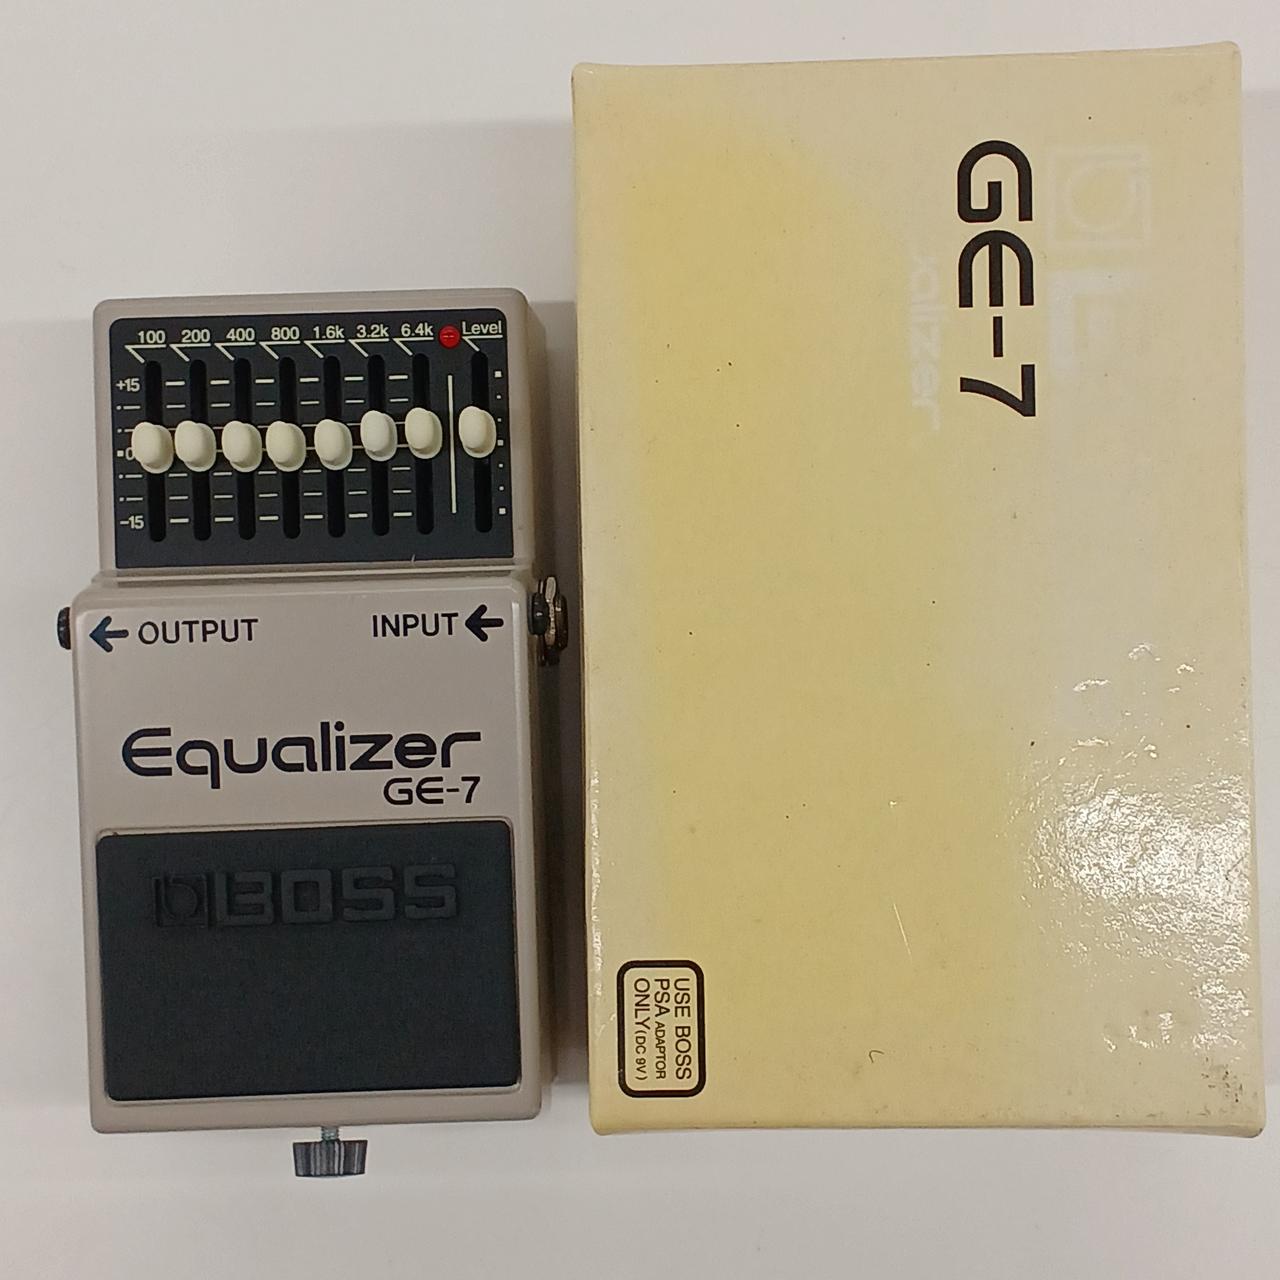 100 200 400 800 1.6k 3.2k 6.4k Level
+15
0
-15
OUTPUT INPUT
Equalizer
GE-7
BOSS
GE-7
USE BOSS
PSA ADAPTOR
ONLY(DC 9V)